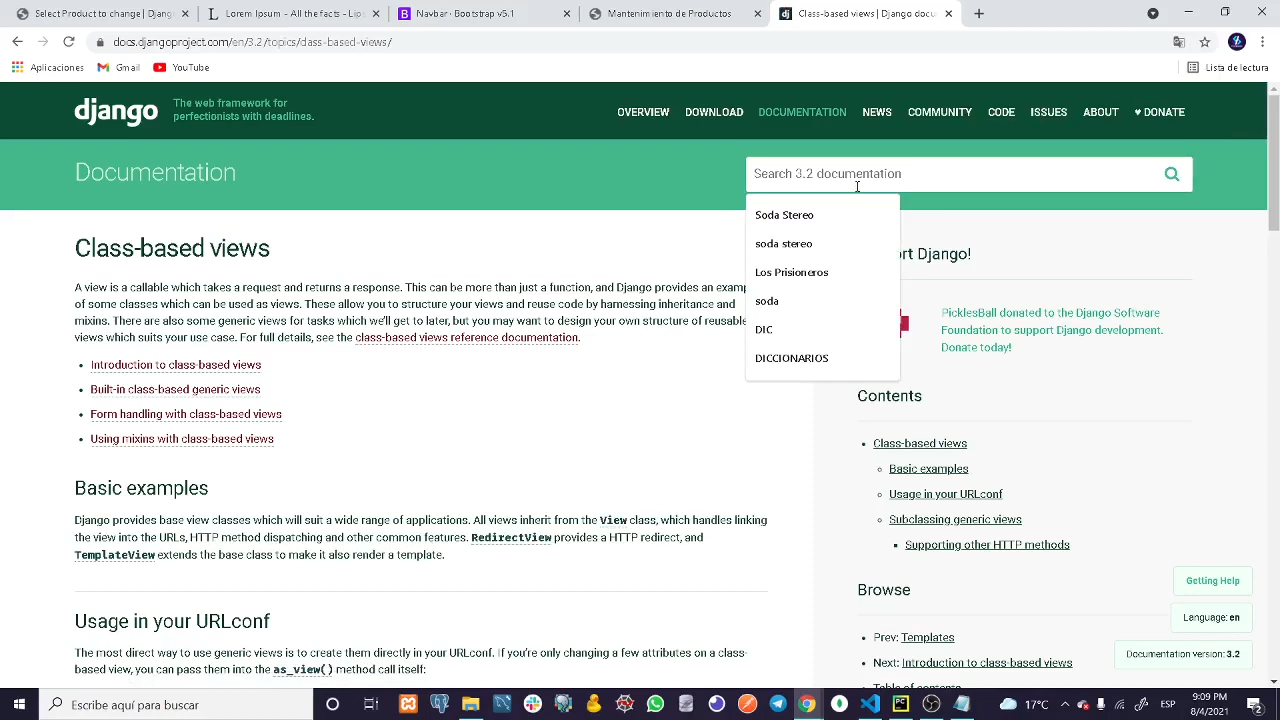 Select the Product to change | Dja
Lorem Ipsum - All the facts - Lip
Navbar · Bootstrap v5
Mantenimiento de Productos
Class-based views | Django docum
docs.djangoproject.com/en/3.2/topics/class-based-views/
Aplicaciones
Gmail
YouTube
Lista de lectura
django
The web framework for
perfectionists with deadlines.
OVERVIEW
DOWNLOAD
DOCUMENTATION
NEWS
COMMUNITY
CODE
ISSUES
ABOUT
♥ DONATE
Documentation
Search 3.2 documentation
Soda Stereo
soda stereo
Los Prisioneros
soda
DIC
DICCIONARIOS
Class-based views
A view is a callable which takes a request and returns a response. This can be more than just a function, and Django provides an examp
of some classes which can be used as views. These allow you to structure your views and reuse code by harnessing inheritance and
mixins. There are also some generic views for tasks which we'll get to later, but you may want to design your own structure of reusable
views which suits your use case. For full details, see the class-based views reference documentation.
• Introduction to class-based views
• Built-in class-based generic views
• Form handling with class-based views
• Using mixins with class-based views
Basic examples
Django provides base view classes which will suit a wide range of applications. All views inherit from the View class, which handles linking
the view into the URLs, HTTP method dispatching and other common features. RedirectView provides a HTTP redirect, and
TemplateView extends the base class to make it also render a template.
Usage in your URLconf
The most direct way to use generic views is to create them directly in your URLconf. If you're only changing a few attributes on a class-
based view, you can pass them into the as_view() method call itself:
ort Django!
PicklesBall donated to the Django Software
Foundation to support Django development.
Donate today!
Contents
• Class-based views
Basic examples
Usage in your URLconf
Subclassing generic views
Supporting other HTTP methods
Browse
• Prev: Templates
• Next: Introduction to class-based views
Table of contents
Getting Help
Language: en
Documentation version: 3.2
Escribe aquí para buscar
17°C
ESP
9:09 PM
8/4/2021
2